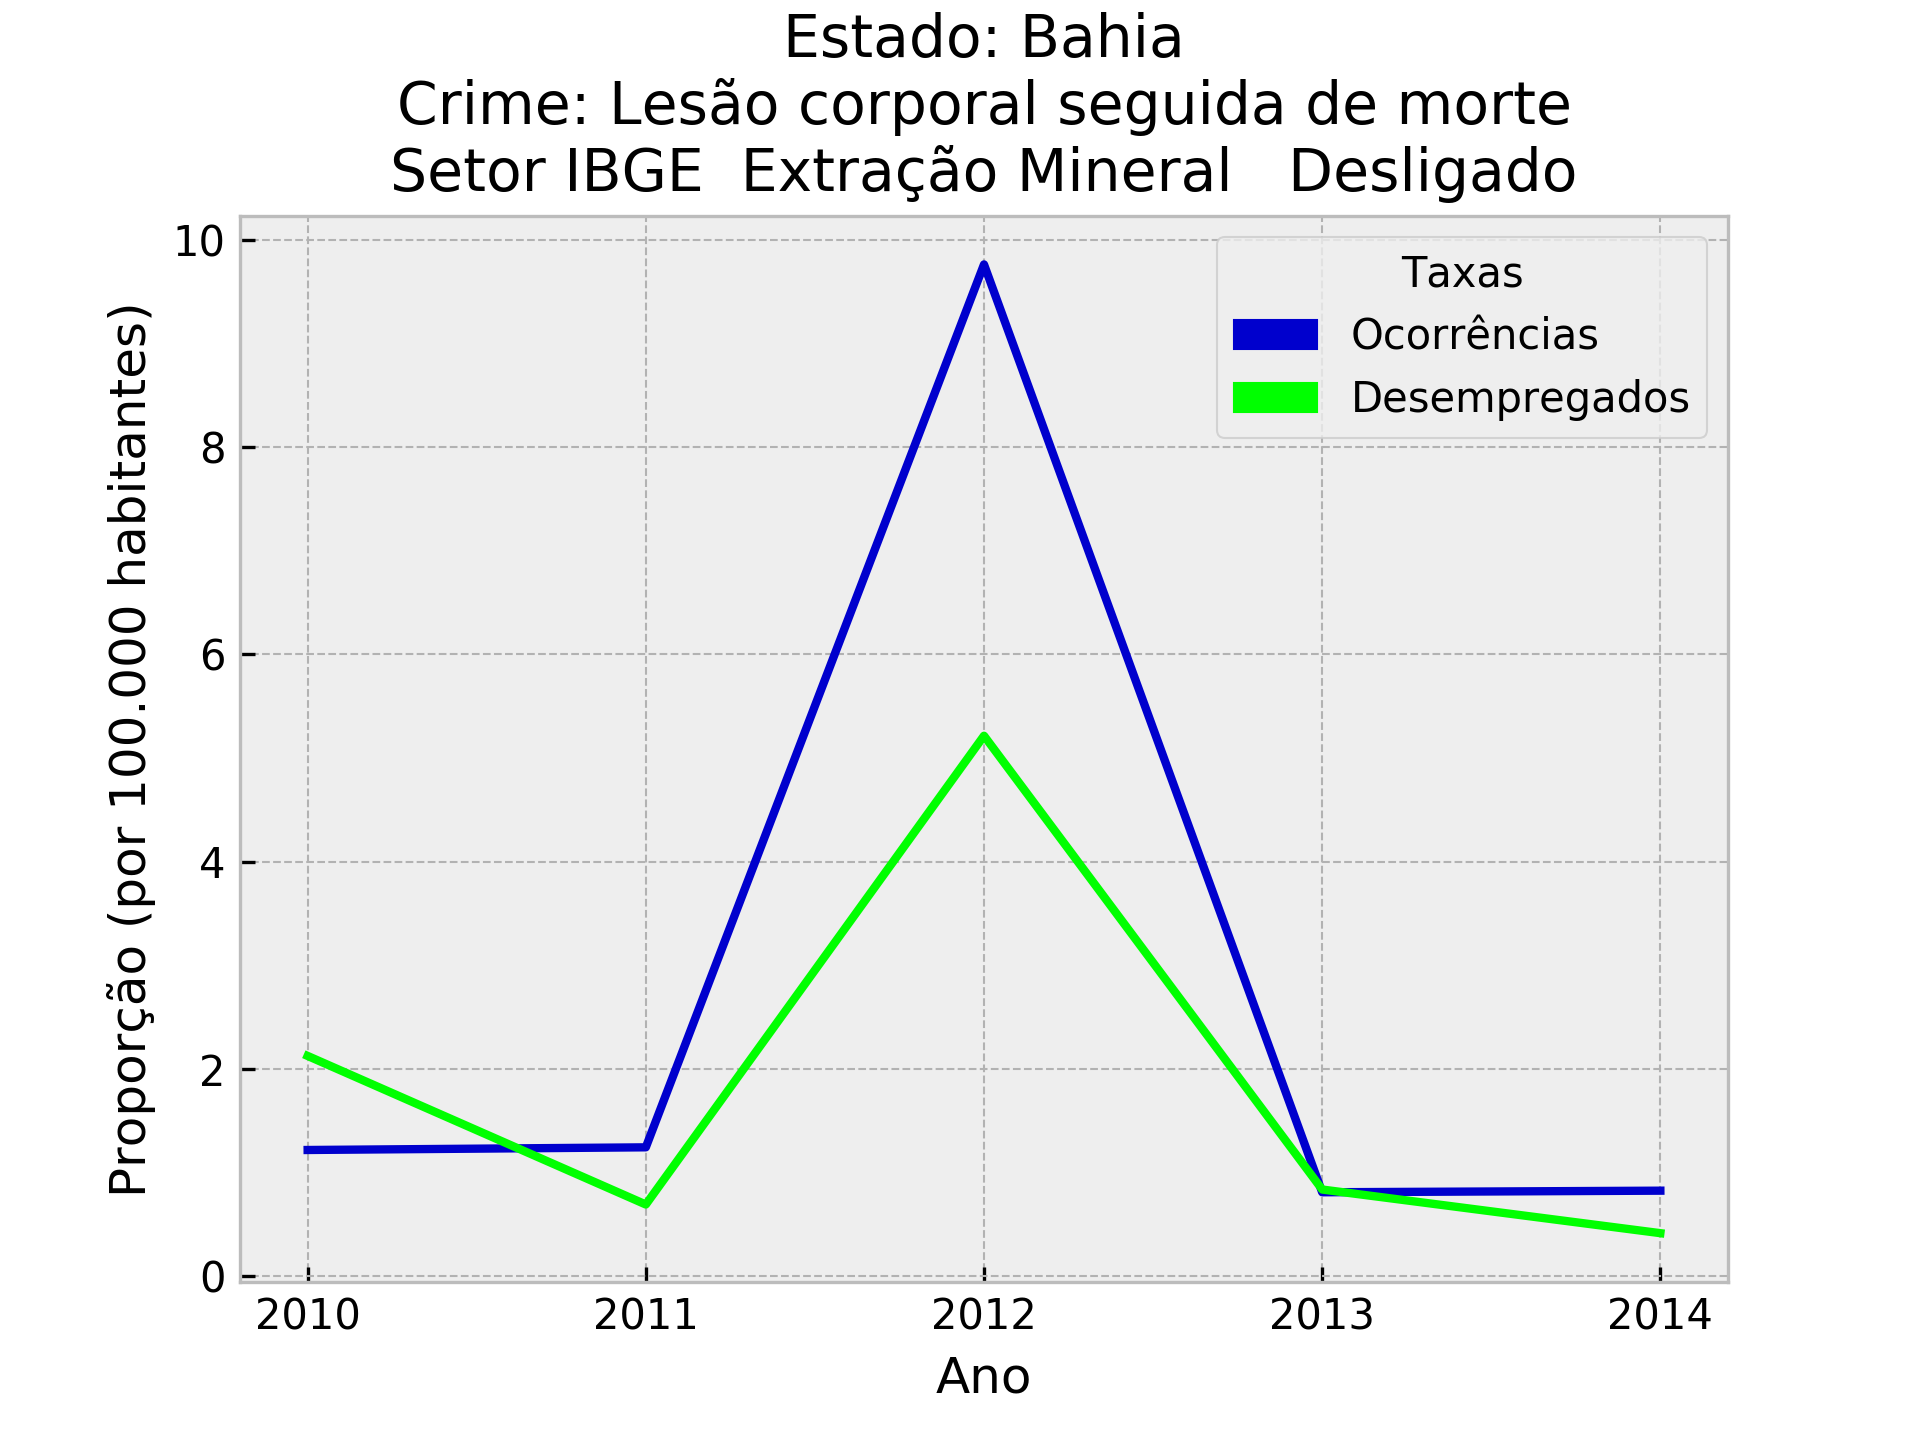 Estado: Bahia
Crime: Lesão corporal seguida de morte
Setor IBGE  Extração Mineral   Desligado
Proporção (por 100.000 habitantes)
10
8
6
4
2
0
Taxas
Ocorrências
Desempregados
2010 2011 2012 2013 2014
Ano